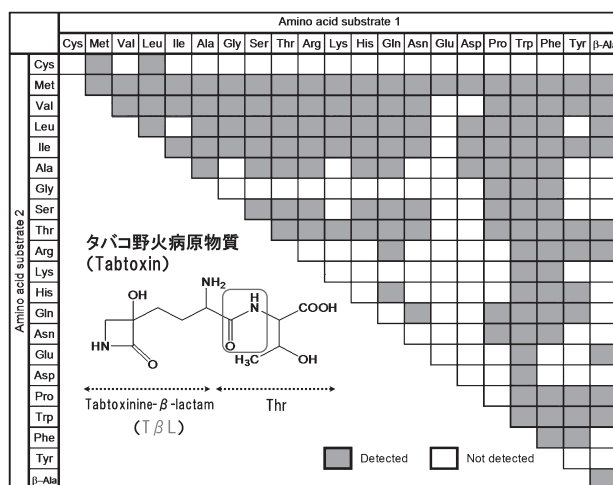 Amino acid substrate 1
Cys Met Val Leu Ile Ala Gly Ser Thr Arg Lys His Gln Asn Glu Asp Pro Trp Phe Tyr β-Ala
Amino acid substrate 2
Cys
Met
Val
Leu
Ile
Ala
Gly
Ser
Thr
Arg
Lys
His
Gln
Asn
Glu
Asp
Pro
Trp
Phe
Tyr
β-Ala
タバコ野火病原物質
(Tabtoxin)
NH₂
OH
H
N
COOH
O
HN
O
H₃C
OH
Tabtoxinine-β-lactam
(TβL)
Thr
Detected
Not detected